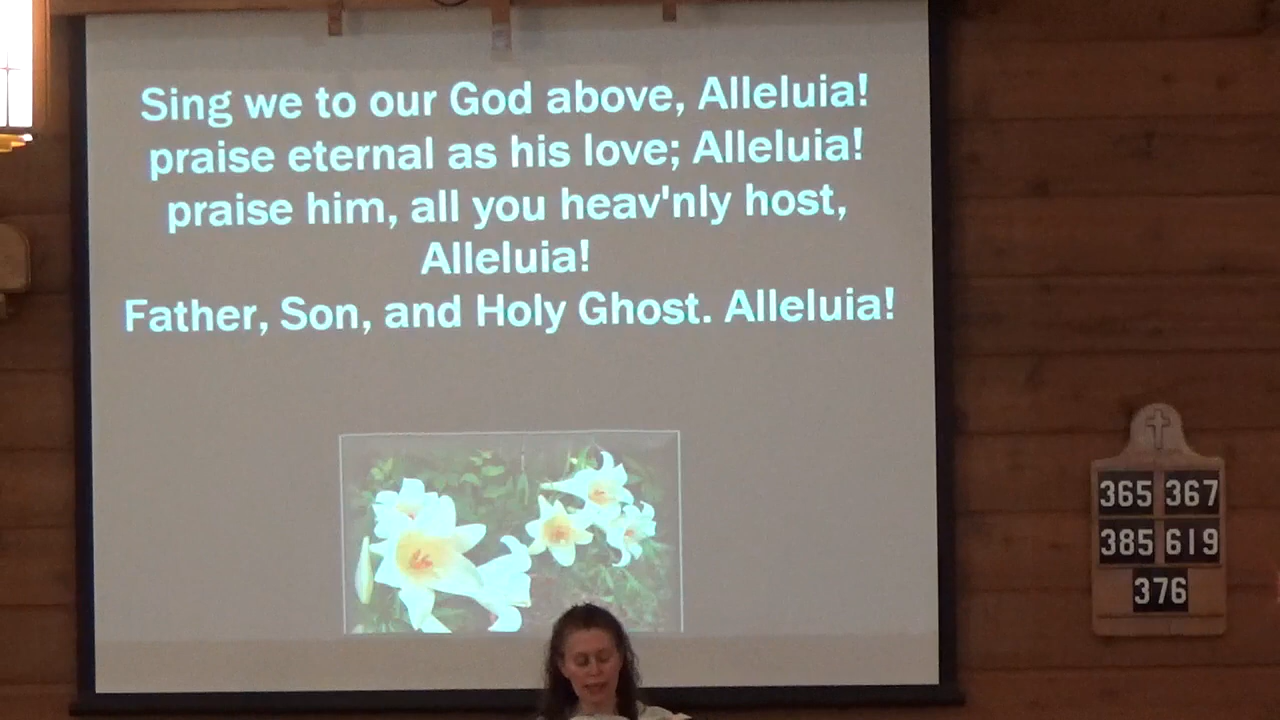 Sing we to our God above, Alleluia!
praise eternal as his love; Alleluia!
praise him, all you heav'nly host,
Alleluia!
Father, Son, and Holy Ghost. Alleluia!
365 367
385 619
376